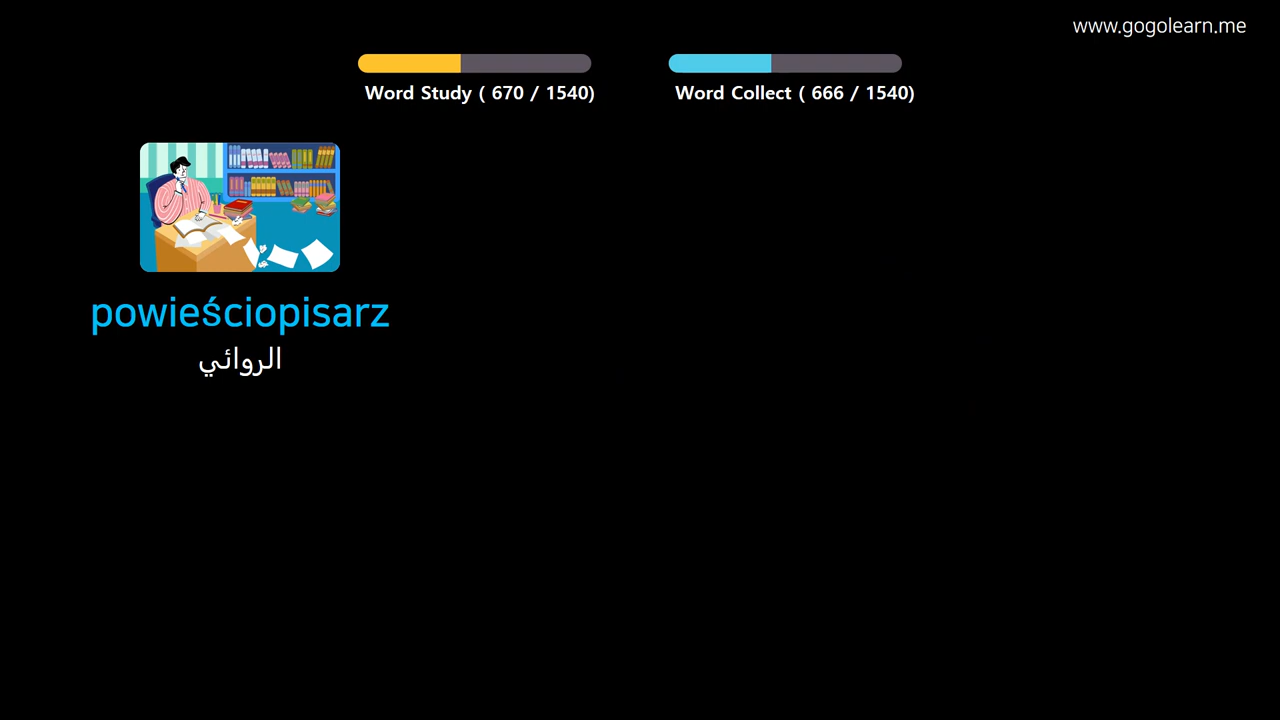 www.gogolearn.me
Word Study ( 670 / 1540)
Word Collect ( 666 / 1540)
powieściopisarz
الروائي